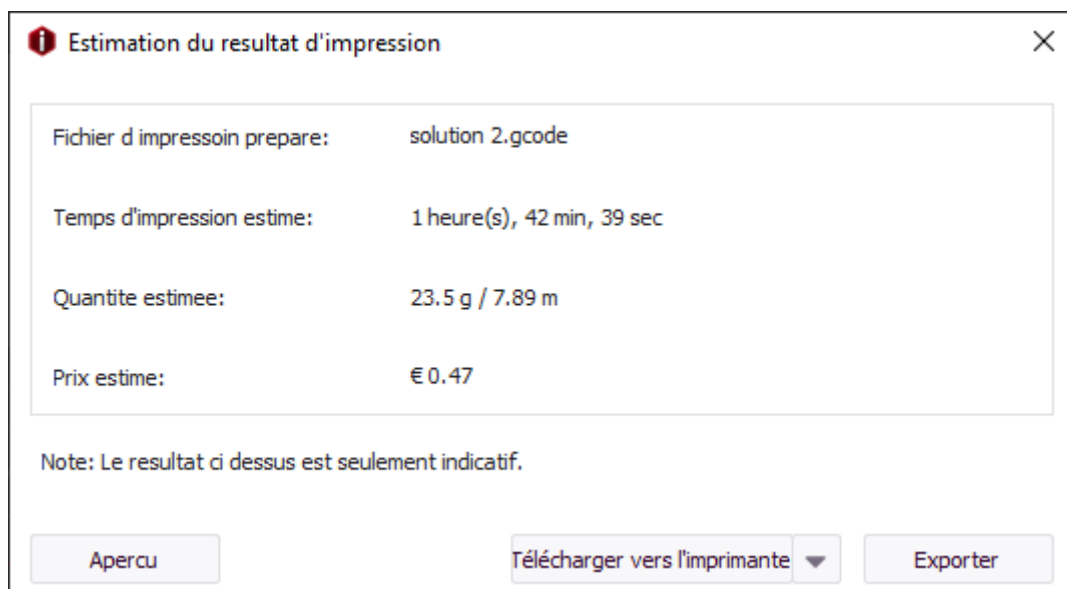 Estimation du resultat d'impression
Fichier d impressoin prepare: solution 2.gcode
Temps d'impression estime: 1 heure(s), 42 min, 39 sec
Quantite estimee: 23.5 g / 7.89 m
Prix estime: € 0.47
Note: Le resultat ci dessus est seulement indicatif.
Apercu Télécharger vers l'imprimante Exporter